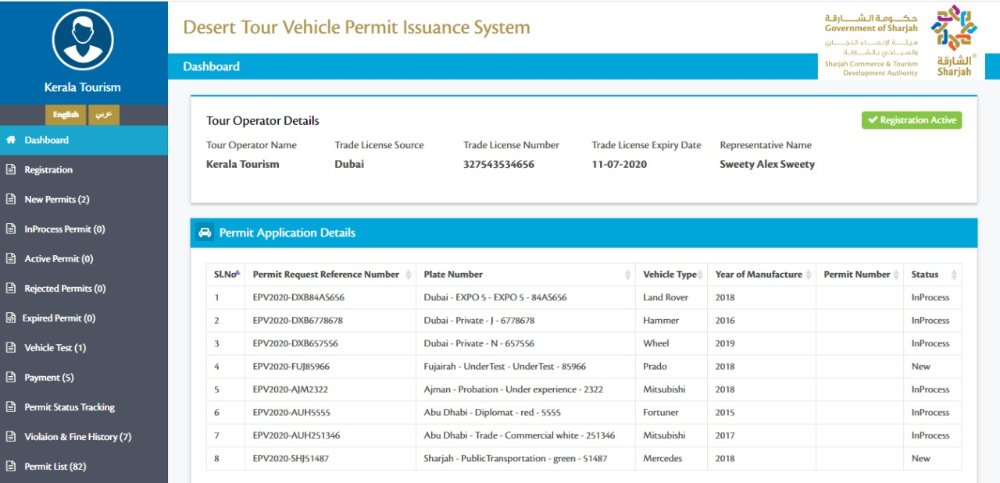 Kerala Tourism
English
عربي
Dashboard
Registration
New Permits (2)
InProcess Permit (0)
Active Permit (0)
Rejected Permits (0)
Expired Permit (0)
Vehicle Test (1)
Payment (5)
Permit Status Tracking
Violaion & Fine History (7)
Permit List (82)
Desert Tour Vehicle Permit Issuance System
حكومة الشارقة
Government of Sharjah
هيئة الإنماء التجاري
والسياحي بالشارقة
Sharjah Commerce & Tourism
Development Authority
الشارقة®
Sharjah
Dashboard
Tour Operator Details
Registration Active
Tour Operator Name Trade License Source Trade License Number Trade License Expiry Date Representative Name
Kerala Tourism Dubai 327543534656 11-07-2020 Sweety Alex Sweety
Permit Application Details
Sl.No Permit Request Reference Number Plate Number Vehicle Type Year of Manufacture Permit Number Status
1 EPV2020-DXB84AS656 Dubai - EXPO 5 - EXPO 5 - 84AS656 Land Rover 2018 InProcess
2 EPV2020-DXB6778678 Dubai - Private - J - 6778678 Hammer 2016 InProcess
3 EPV2020-DXB657556 Dubai - Private - N - 657556 Wheel 2019 InProcess
4 EPV2020-FUJ85966 Fujairah - UnderTest - UnderTest - 85966 Prado 2018 New
5 EPV2020-AJM2322 Ajman - Probation - Under experience - 2322 Mitsubishi 2018 InProcess
6 EPV2020-AUH5555 Abu Dhabi - Diplomat - red - 5555 Fortuner 2015 InProcess
7 EPV2020-AUH251346 Abu Dhabi - Trade - Commercial white - 251346 Mitsubishi 2017 InProcess
8 EPV2020-SHJ51487 Sharjah - PublicTransportation - green - 51487 Mercedes 2018 New